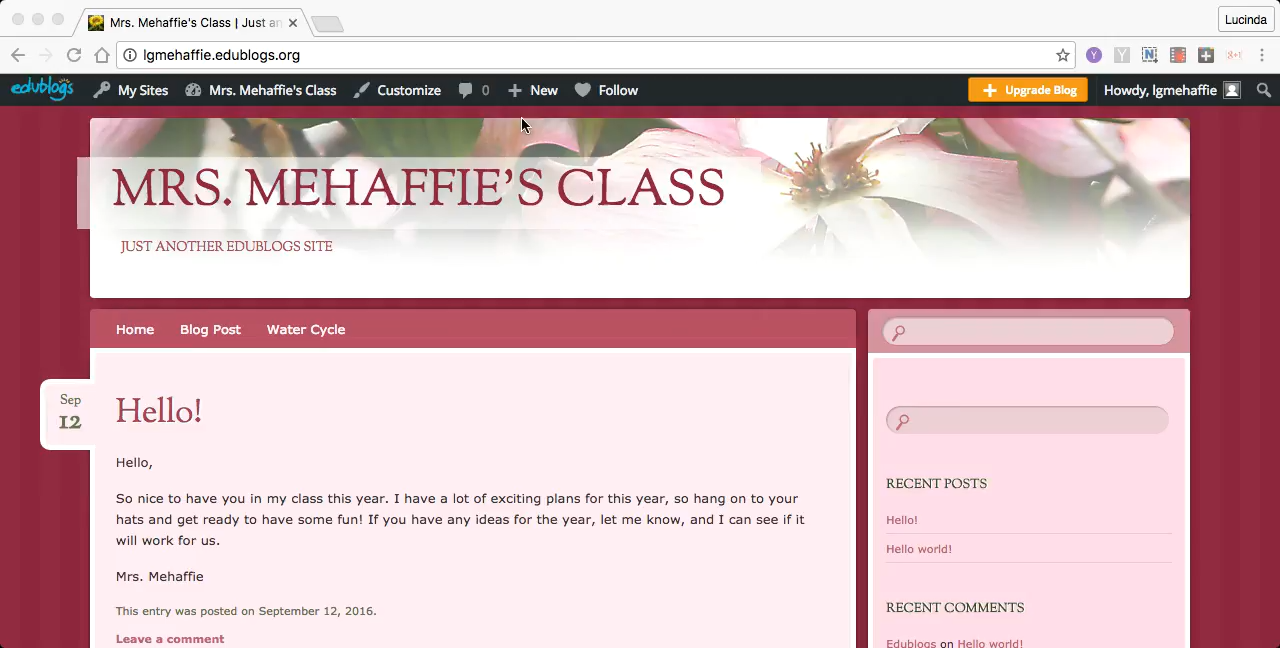 Mrs. Mehaffie's Class | Just an
Lucinda
lgmehaffie.edublogs.org
edublogs My Sites Mrs. Mehaffie's Class Customize 0 New Follow Upgrade Blog Howdy, lgmehaffie
MRS. MEHAFFIE'S CLASS
JUST ANOTHER EDUBLOGS SITE
Home Blog Post Water Cycle
Sep
12
Hello!
Hello,
So nice to have you in my class this year. I have a lot of exciting plans for this year, so hang on to your
hats and get ready to have some fun! If you have any ideas for the year, let me know, and I can see if it
will work for us.
Mrs. Mehaffie
This entry was posted on September 12, 2016.
Leave a comment
RECENT POSTS
Hello!
Hello world!
RECENT COMMENTS
Edublogs on Hello world!